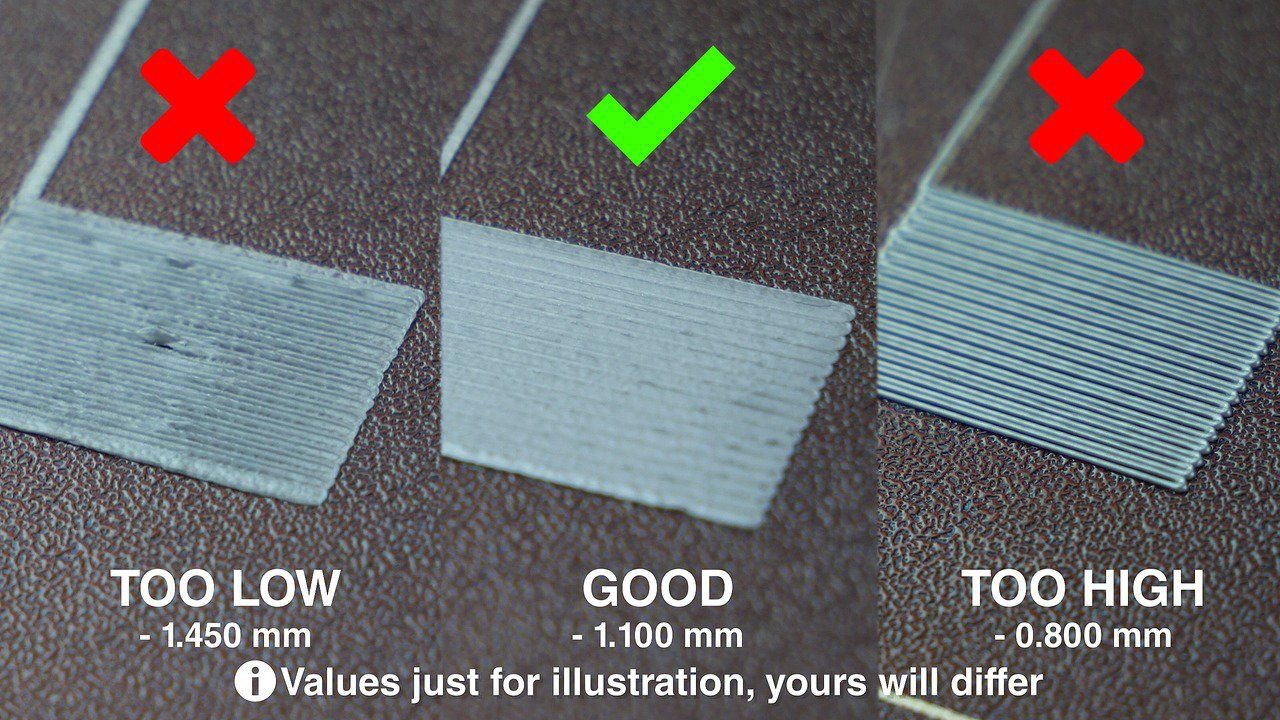 TOO LOW
- 1.450 mm
GOOD
- 1.100 mm
TOO HIGH
- 0.800 mm
Values just for illustration, yours will differ